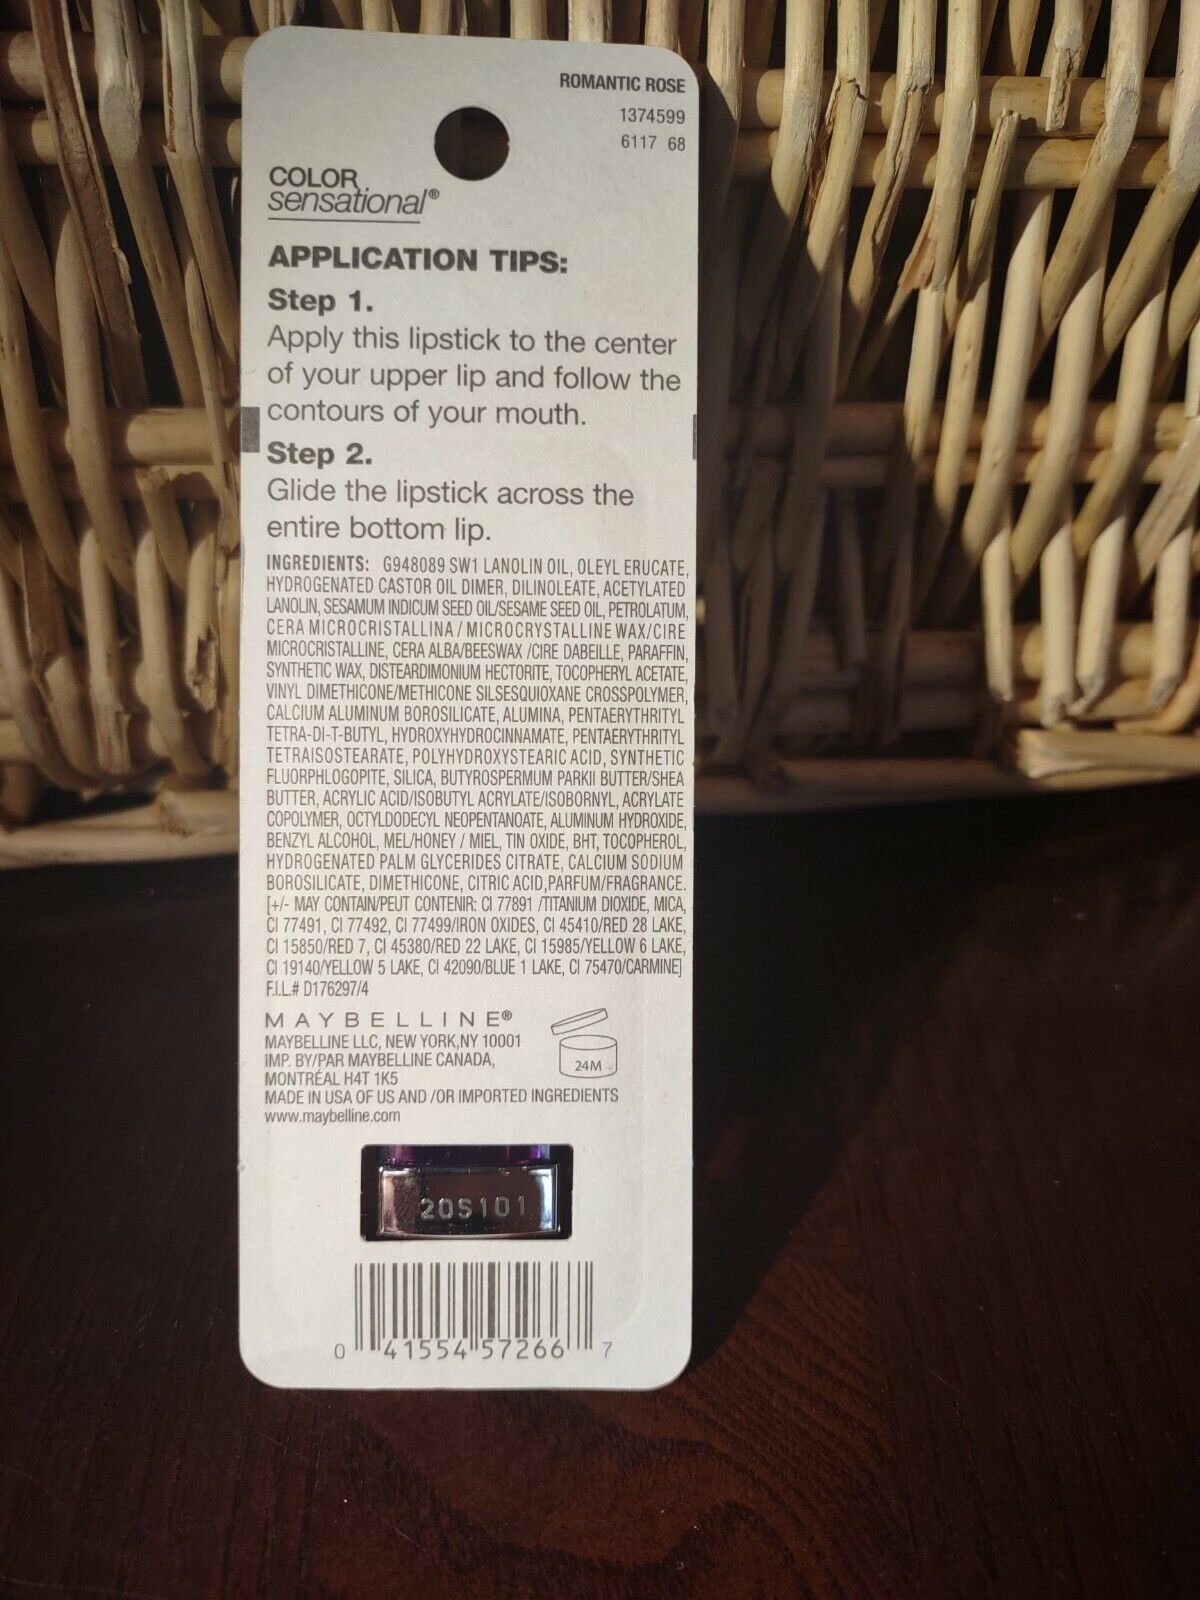 ROMANTIC ROSE
1374599
6117 68
COLOR
sensational®
APPLICATION TIPS:
Step 1.
Apply this lipstick to the center
of your upper lip and follow the
contours of your mouth.
Step 2.
Glide the lipstick across the
entire bottom lip.
INGREDIENTS: G948089 SW1 LANOLIN OIL, OLEYL ERUCATE,
HYDROGENATED CASTOR OIL DIMER, DILINOLEATE, ACETYLATED
LANOLIN, SESAMUM INDICUM SEED OIL/SESAME SEED OIL, PETROLATUM,
CERA MICROCRISTALLINA / MICROCRYSTALLINE WAX/CIRE
MICROCRISTALLINE, CERA ALBA/BEESWAX /CIRE DABEILLE, PARAFFIN,
SYNTHETIC WAX, DISTEARDIMONIUM HECTORITE, TOCOPHERYL ACETATE,
VINYL DIMETHICONE/METHICONE SILSESQUIOXANE CROSSPOLYMER,
CALCIUM ALUMINUM BOROSILICATE, ALUMINA, PENTAERYTHRITYL
TETRA-DI-T-BUTYL, HYDROXYHYDROCINNAMATE, PENTAERYTHRITYL
TETRAISOSTEARATE, POLYHYDROXYSTEARIC ACID, SYNTHETIC
FLUORPHLOGOPITE, SILICA, BUTYROSPERMUM PARKII BUTTER/SHEA
BUTTER, ACRYLIC ACID/ISOBUTYL ACRYLATE/ISOBORNYL, ACRYLATE
COPOLYMER, OCTYLDODECYL NEOPENTANOATE, ALUMINUM HYDROXIDE,
BENZYL ALCOHOL, MEL/HONEY / MIEL, TIN OXIDE, BHT, TOCOPHEROL,
HYDROGENATED PALM GLYCERIDES CITRATE, CALCIUM SODIUM
BOROSILICATE, DIMETHICONE, CITRIC ACID,PARFUM/FRAGRANCE.
[+/- MAY CONTAIN/PEUT CONTENIR: CI 77891 /TITANIUM DIOXIDE, MICA,
CI 77491, CI 77492, CI 77499/IRON OXIDES, CI 45410/RED 28 LAKE,
CI 15850/RED 7, CI 45380/RED 22 LAKE, CI 15985/YELLOW 6 LAKE,
CI 19140/YELLOW 5 LAKE, CI 42090/BLUE 1 LAKE, CI 75470/CARMINE]
F.I.L.# D176297/4
MAYBELLINE®
MAYBELLINE LLC, NEW YORK,NY 10001
IMP. BY/PAR MAYBELLINE CANADA,
MONTRÉAL H4T 1K5
MADE IN USA OF US AND /OR IMPORTED INGREDIENTS
www.maybelline.com
24M
20S101
0 41554 57266 7